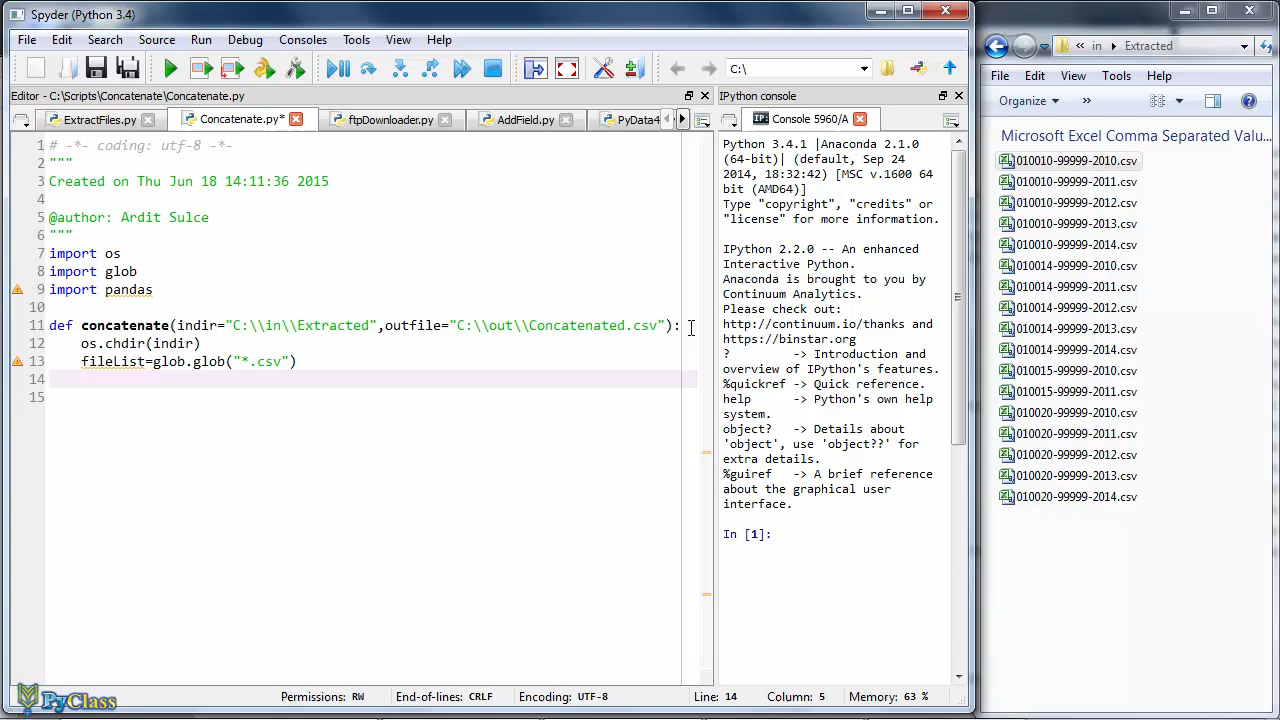 Spyder (Python 3.4)
File Edit Search Source Run Debug Consoles Tools View Help
C:\
Editor - C:\Scripts\Concatenate\Concatenate.py
ExtractFiles.py Concatenate.py* ftpDownloader.py AddField.py PyData4
1 # -*- coding: utf-8 -*-
2 """
3 Created on Thu Jun 18 14:11:36 2015
4
5 @author: Ardit Sulce
6 """
7 import os
8 import glob
9 import pandas
10
11 def concatenate(indir="C:\\in\\Extracted",outfile="C:\\out\\Concatenated.csv"):
12 os.chdir(indir)
13 fileList=glob.glob("*.csv")
14
15
IPython console
IP: Console 5960/A
Python 3.4.1 |Anaconda 2.1.0
(64-bit)| (default, Sep 24
2014, 18:32:42) [MSC v.1600 64
bit (AMD64)]
Type "copyright", "credits" or
"license" for more information.
IPython 2.2.0 -- An enhanced
Interactive Python.
Anaconda is brought to you by
Continuum Analytics.
Please check out:
http://continuum.io/thanks and
https://binstar.org
? -> Introduction and
overview of IPython's features.
%quickref -> Quick reference.
help -> Python's own help
system.
object? -> Details about
'object', use 'object??' for
extra details.
%guiref -> A brief reference
about the graphical user
interface.
In [1]:
Permissions: RW End-of-lines: CRLF Encoding: UTF-8 Line: 14 Column: 5 Memory: 63 %
PyClass
« in Extracted
File Edit View Tools Help
Organize »
Microsoft Excel Comma Separated Valu...
010010-99999-2010.csv
010010-99999-2011.csv
010010-99999-2012.csv
010010-99999-2013.csv
010010-99999-2014.csv
010014-99999-2010.csv
010014-99999-2011.csv
010014-99999-2012.csv
010014-99999-2013.csv
010014-99999-2014.csv
010015-99999-2010.csv
010015-99999-2011.csv
010020-99999-2010.csv
010020-99999-2011.csv
010020-99999-2012.csv
010020-99999-2013.csv
010020-99999-2014.csv